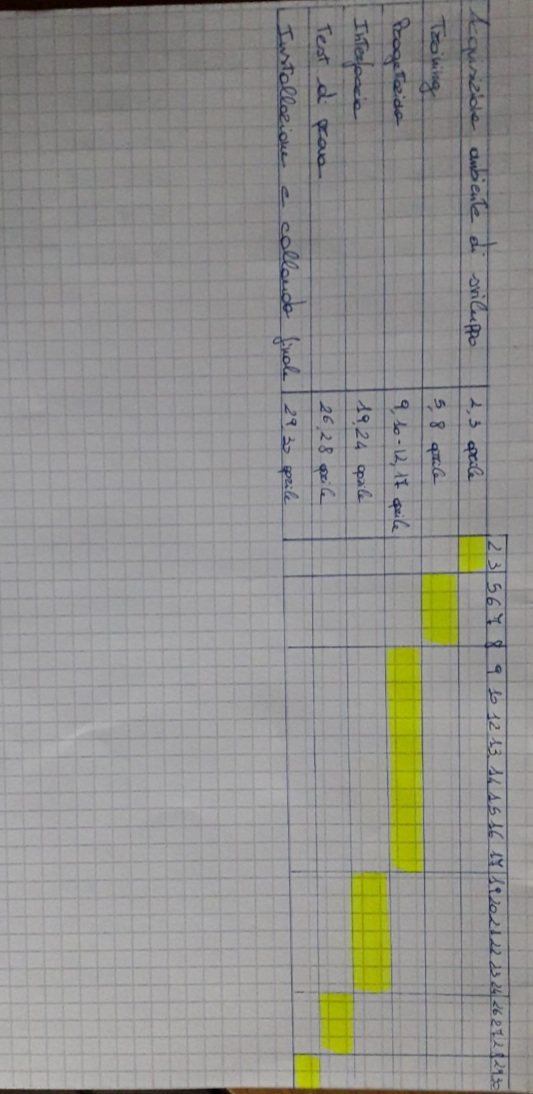 2 3 5 6 7 8 9 10 12 13 14 15 16 17 19 20 21 22 23 24 26 27 28 29 30
Acquisizione ambiente di sviluppo 2, 3 aprile
Training 5, 8 aprile
Progettazione 9, 10-12, 17 aprile
Interfaccia 19, 24 aprile
Test di prova 26, 28 aprile
Installazione e collaudo finale 29, 30 aprile